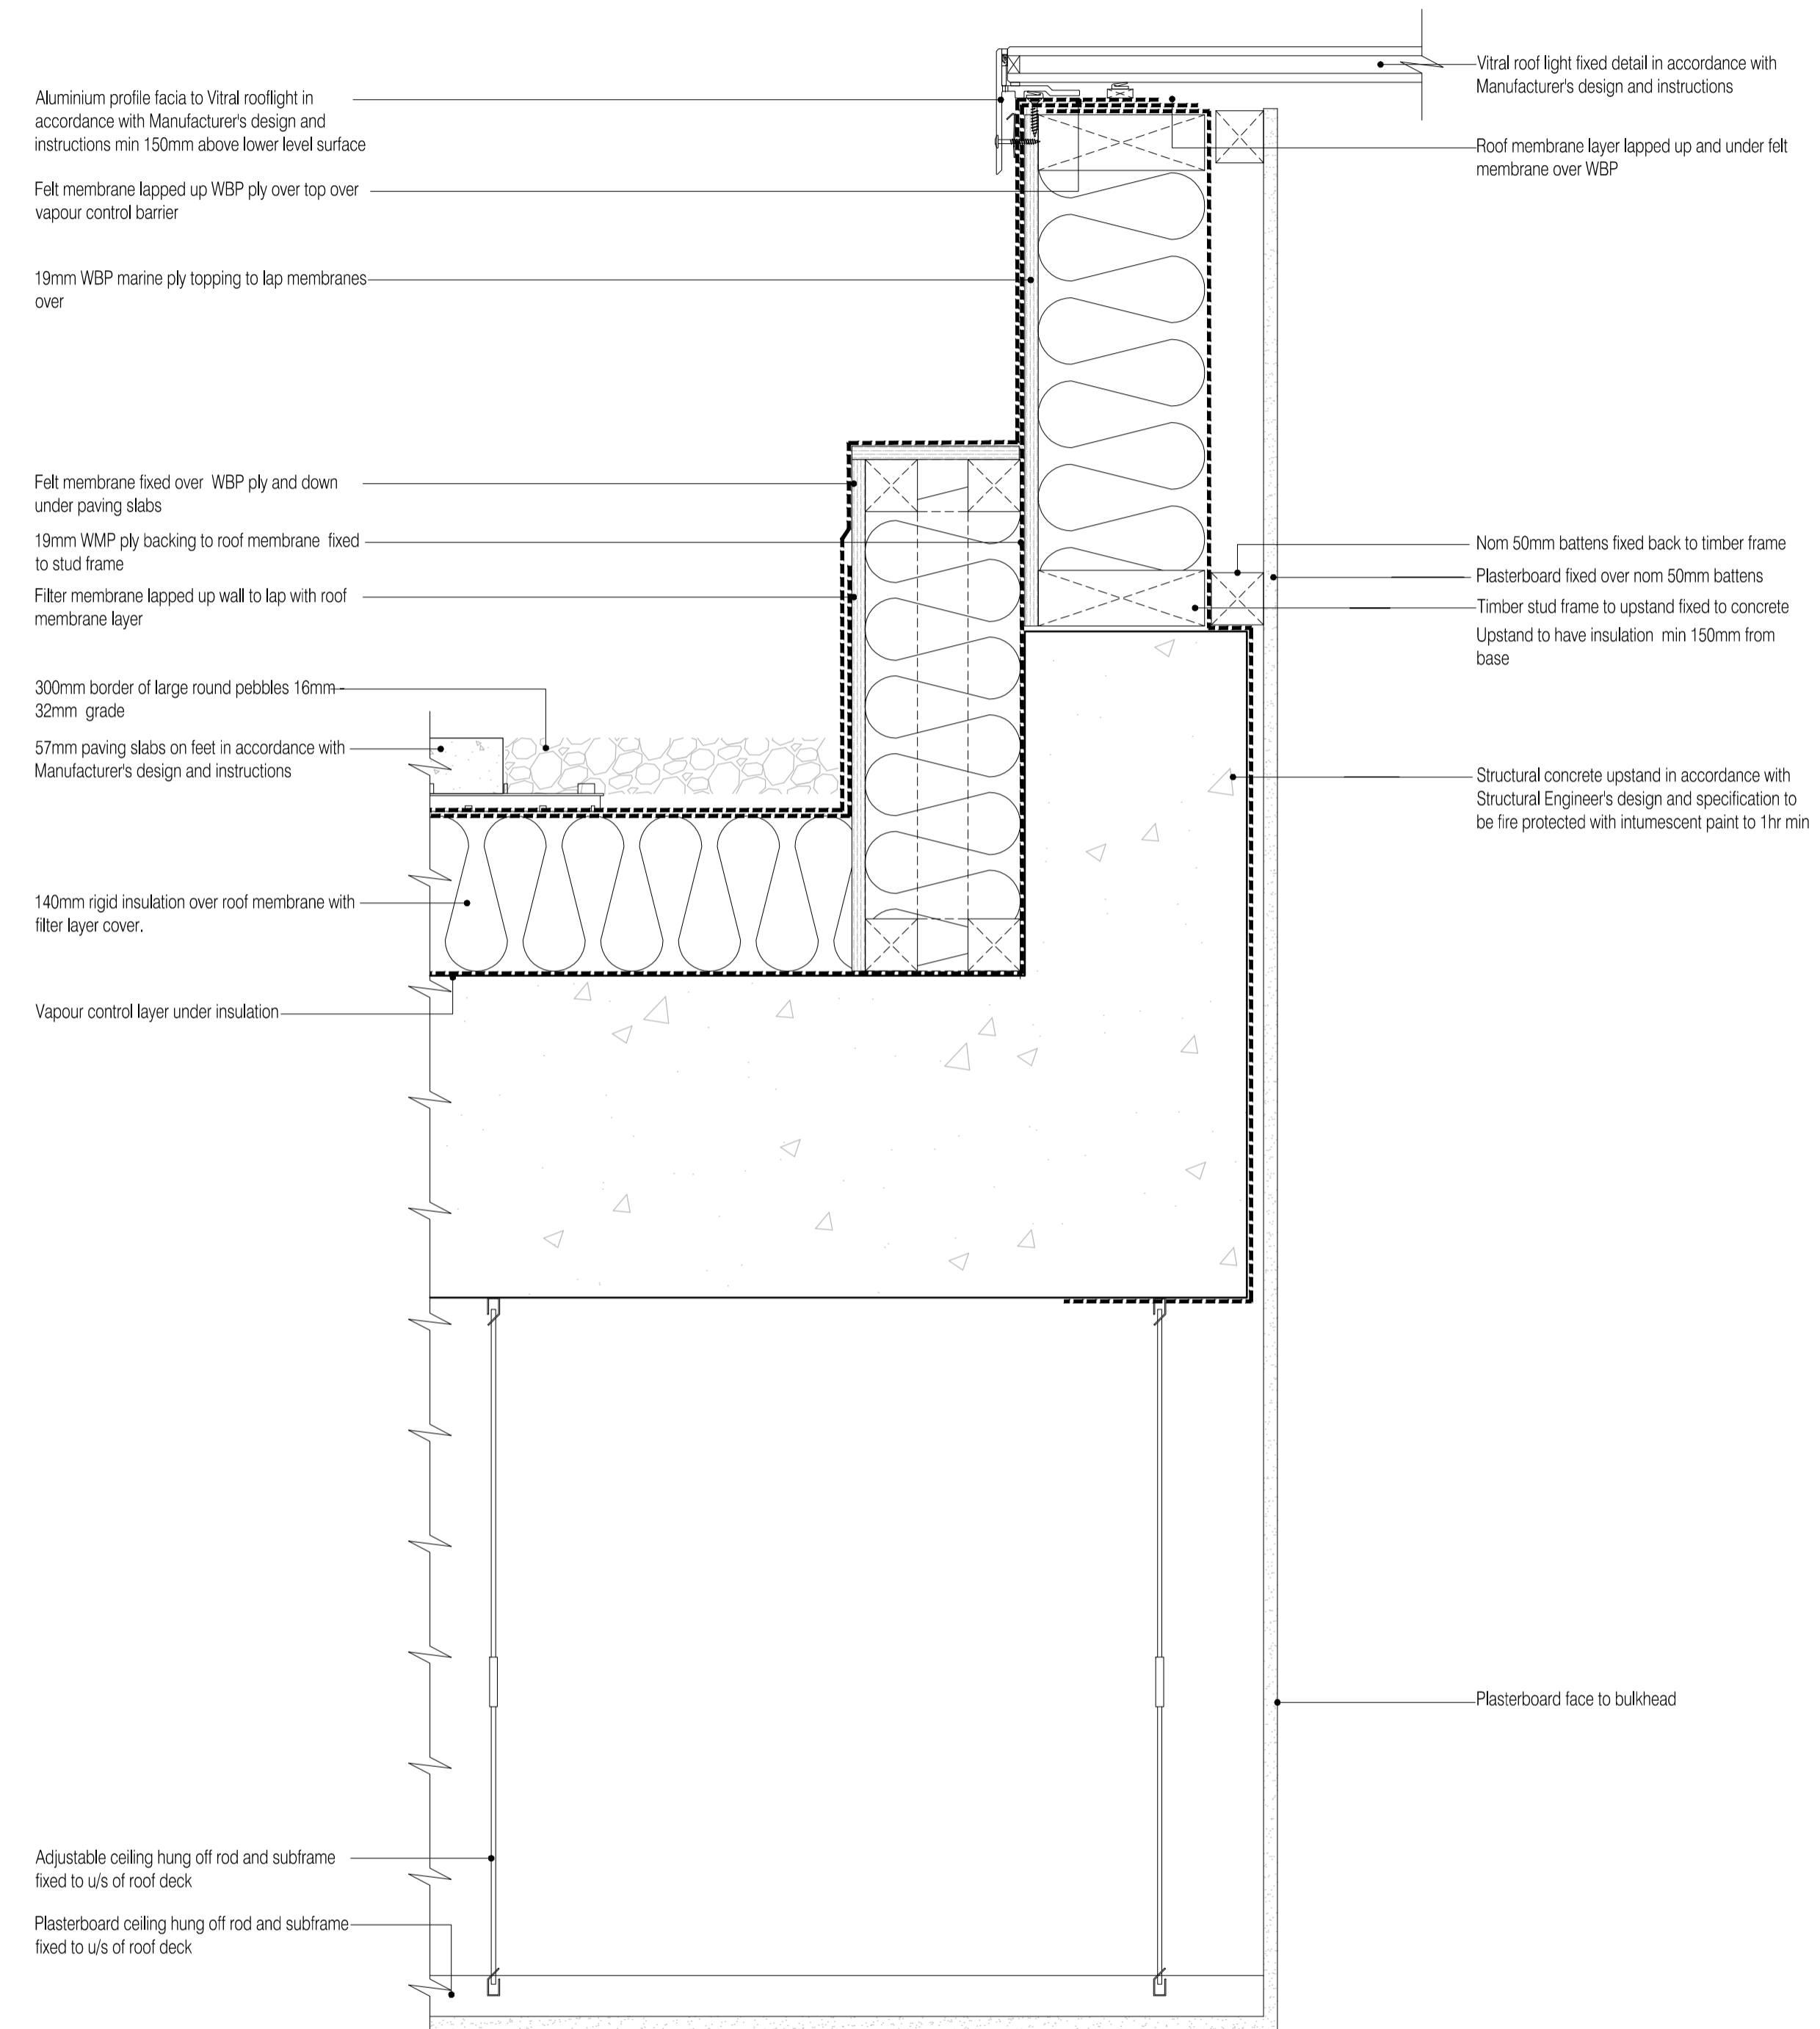 Aluminium profile facia to Vitral rooflight in
accordance with Manufacturer's design and
instructions min 150mm above lower level surface
Felt membrane lapped up WBP ply over top over
vapour control barrier
19mm WBP marine ply topping to lap membranes
over
Felt membrane fixed over WBP ply and down
under paving slabs
19mm WMP ply backing to roof membrane fixed
to stud frame
Filter membrane lapped up wall to lap with roof
membrane layer
300mm border of large round pebbles 16mm -
32mm grade
57mm paving slabs on feet in accordance with
Manufacturer's design and instructions
140mm rigid insulation over roof membrane with
filter layer cover.
Vapour control layer under insulation
Adjustable ceiling hung off rod and subframe
fixed to u/s of roof deck
Plasterboard ceiling hung off rod and subframe
fixed to u/s of roof deck
Vitral roof light fixed detail in accordance with
Manufacturer's design and instructions
Roof membrane layer lapped up and under felt
membrane over WBP
Nom 50mm battens fixed back to timber frame
Plasterboard fixed over nom 50mm battens
Timber stud frame to upstand fixed to concrete
Upstand to have insulation min 150mm from
base
Structural concrete upstand in accordance with
Structural Engineer's design and specification to
be fire protected with intumescent paint to 1hr min
Plasterboard face to bulkhead